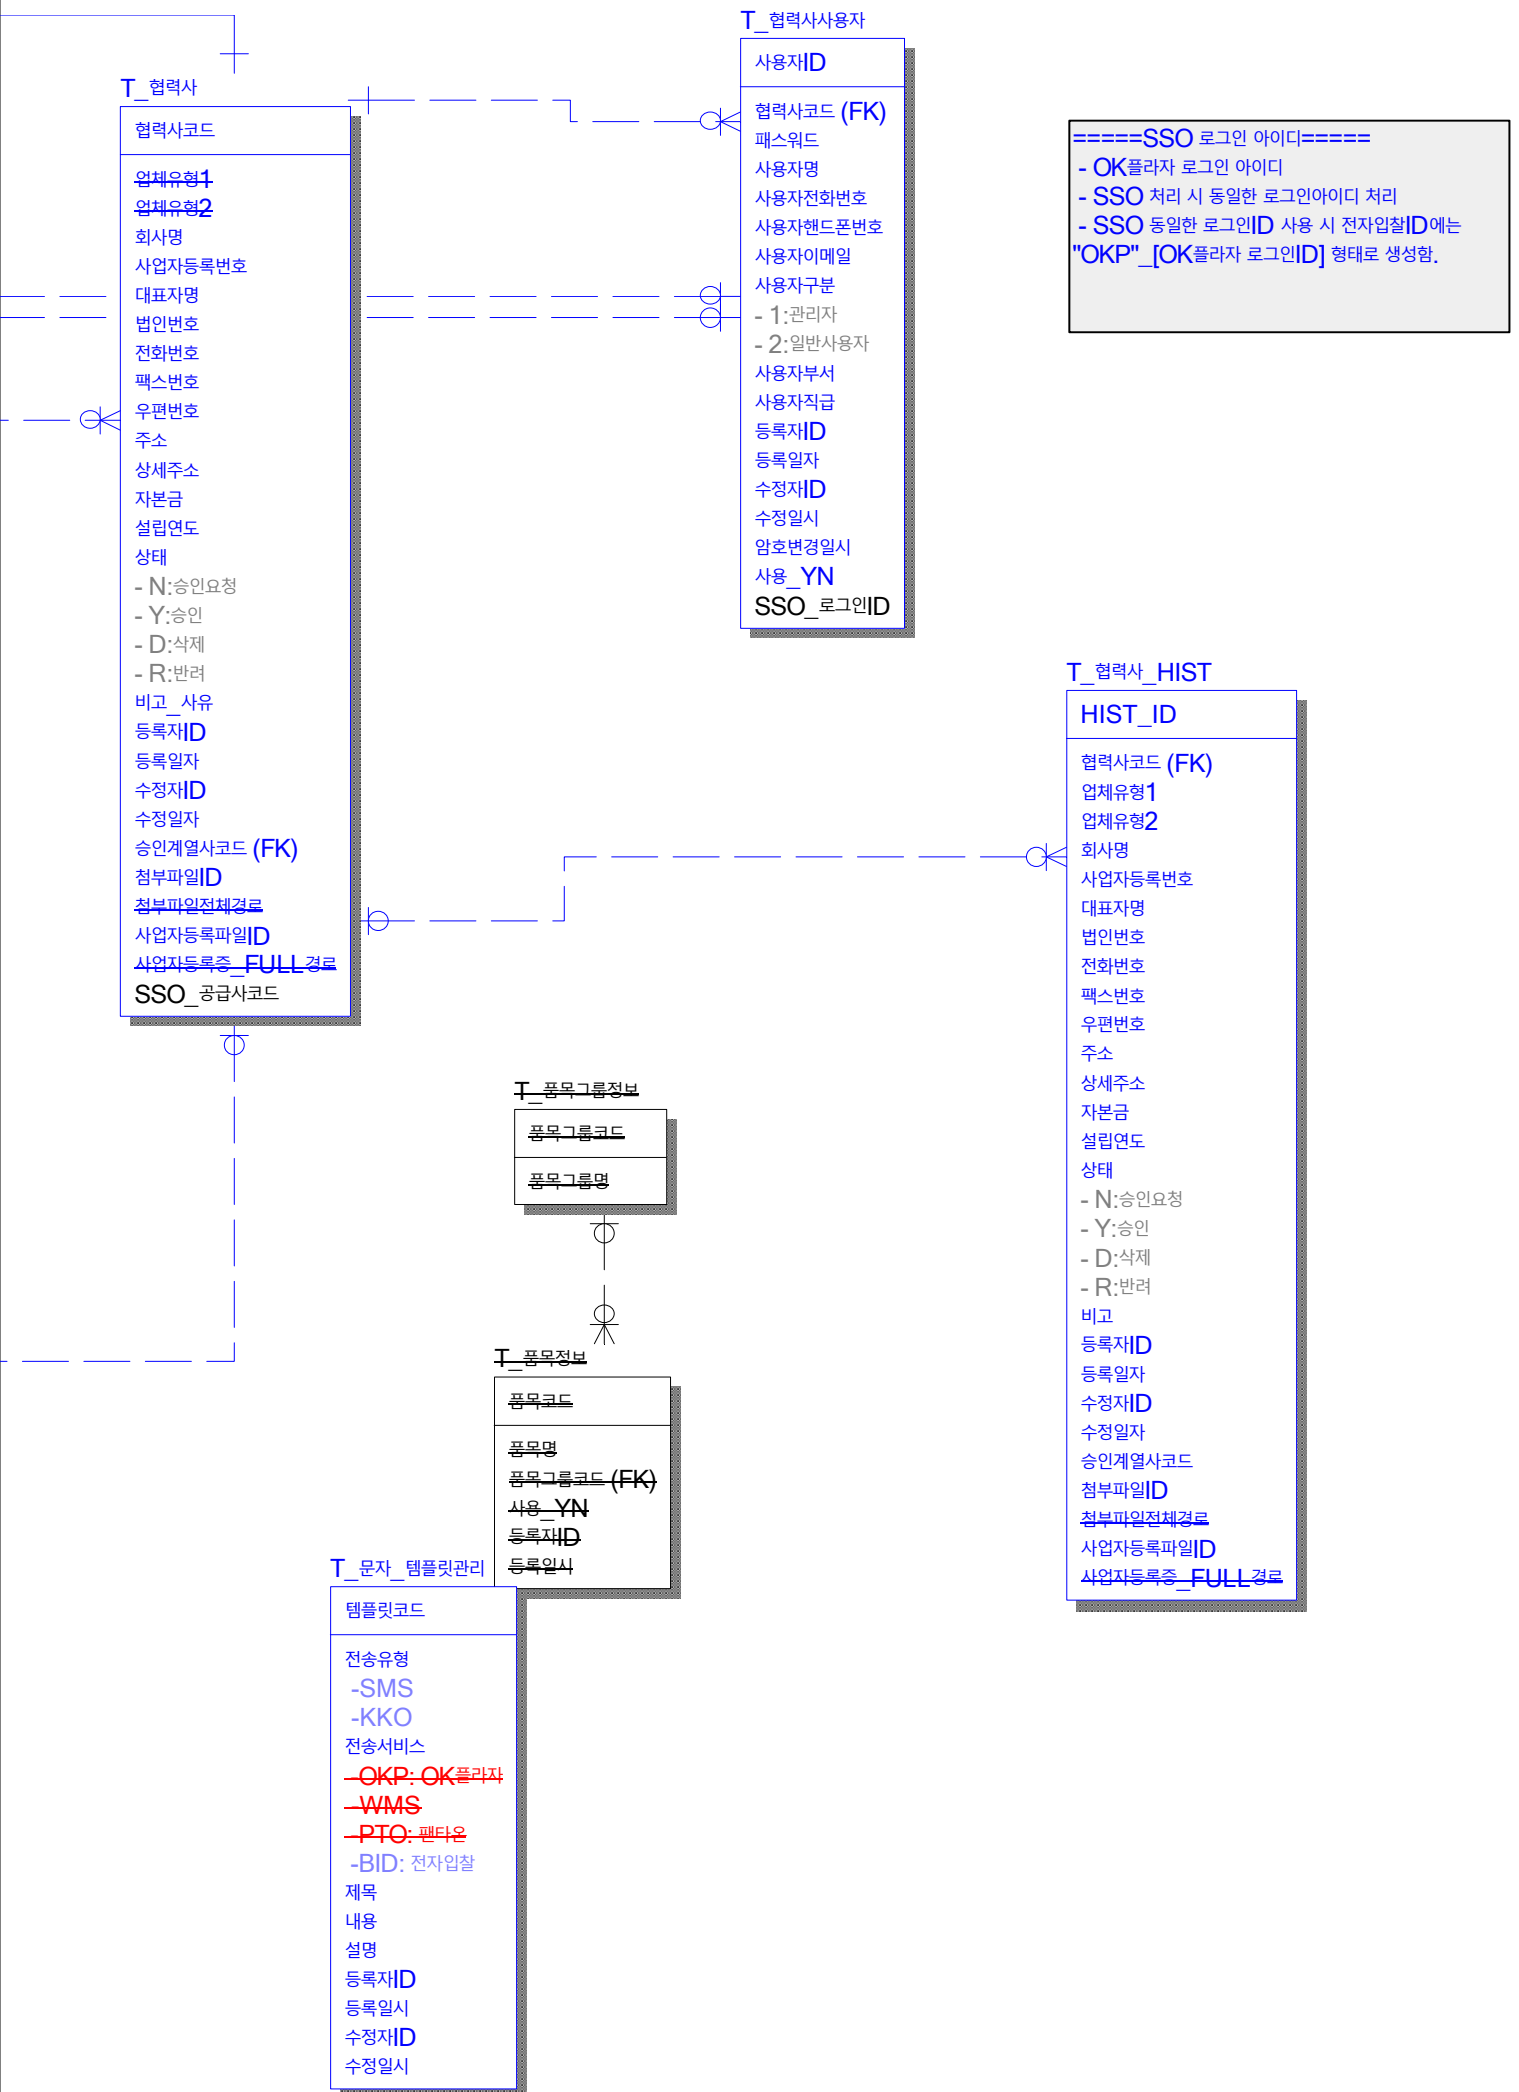 T_협력사
협력사코드
업체유형1
업체유형2
회사명
사업자등록번호
대표자명
법인번호
전화번호
팩스번호
우편번호
주소
상세주소
자본금
설립연도
상태
- N:승인요청
- Y:승인
- D:삭제
- R:반려
비고_사유
등록자ID
등록일자
수정자ID
수정일자
승인계열사코드 (FK)
첨부파일ID
첨부파일전체경로
사업자등록파일ID
사업자등록증_FULL경로
SSO_공급사코드
T_협력사사용자
사용자ID
협력사코드 (FK)
패스워드
사용자명
사용자전화번호
사용자핸드폰번호
사용자이메일
사용자구분
- 1:관리자
- 2:일반사용자
사용자부서
사용자직급
등록자ID
등록일자
수정자ID
수정일시
암호변경일시
사용_YN
SSO_로그인ID
=====SSO 로그인 아이디=====
- OK플라자 로그인 아이디
- SSO 처리 시 동일한 로그인아이디 처리
- SSO 동일한 로그인ID 사용 시 전자입찰ID에는
"OKP"_[OK플라자 로그인ID] 형태로 생성함.
T_협력사_HIST
HIST_ID
협력사코드 (FK)
업체유형1
업체유형2
회사명
사업자등록번호
대표자명
법인번호
전화번호
팩스번호
우편번호
주소
상세주소
자본금
설립연도
상태
- N:승인요청
- Y:승인
- D:삭제
- R:반려
비고
등록자ID
등록일자
수정자ID
수정일자
승인계열사코드
첨부파일ID
첨부파일전체경로
사업자등록파일ID
사업자등록증_FULL경로
T_품목그룹정보
품목그룹코드
품목그룹명
T_품목정보
품목코드
품목명
품목그룹코드 (FK)
사용_YN
등록자ID
등록일시
T_문자_템플릿관리
템플릿코드
전송유형
-SMS
-KKO
전송서비스
-OKP: OK플라쟈
-WMS
-PTO: 팬타온
-BID: 전자입찰
제목
내용
설명
등록자ID
등록일시
수정자ID
수정일시